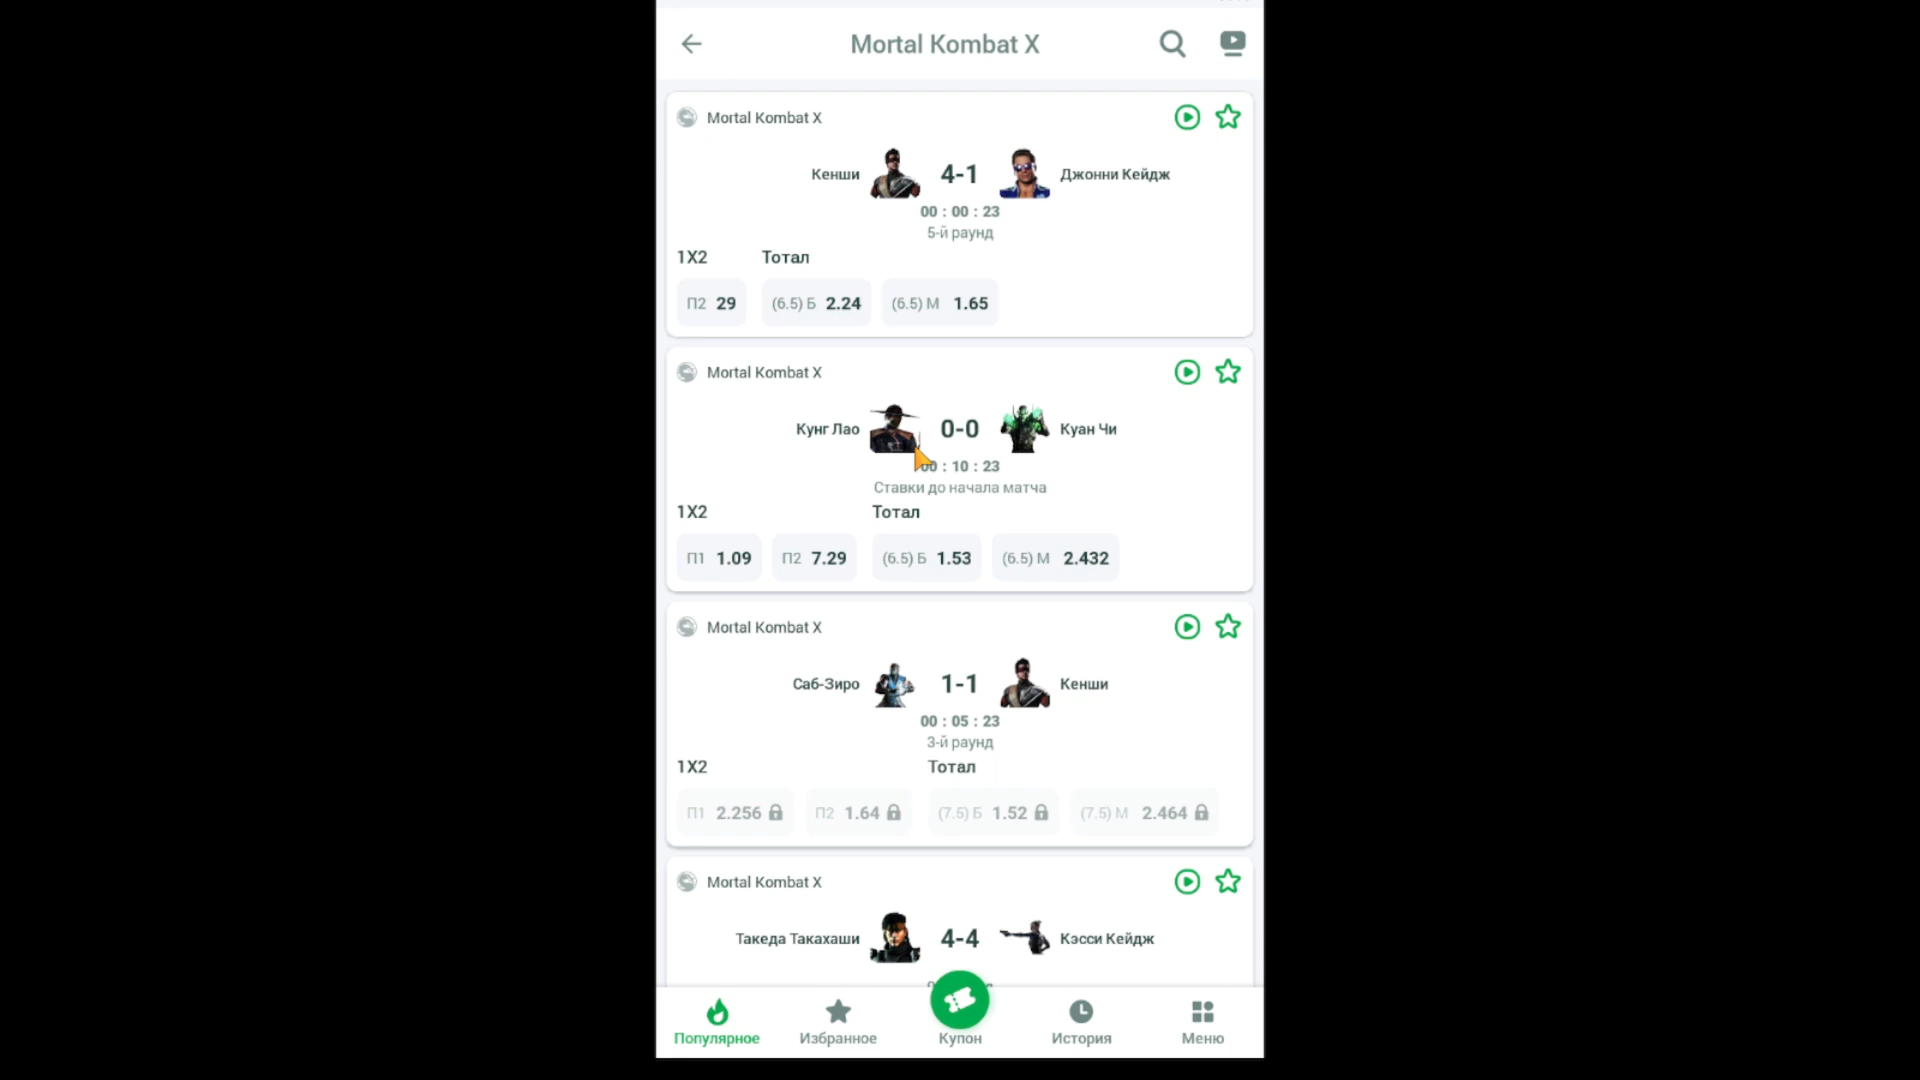 Mortal Kombat X
Mortal Kombat X
Кенши 4-1 Джонни Кейдж
00 : 00 : 23
5-й раунд
1X2 Тотал
П2 29 (6.5) Б 2.24 (6.5) М 1.65
Mortal Kombat X
Кунг Лао 0-0 Куан Чи
00 : 10 : 23
Ставки до начала матча
1X2 Тотал
П1 1.09 П2 7.29 (6.5) Б 1.53 (6.5) М 2.432
Mortal Kombat X
Саб-Зиро 1-1 Кенши
00 : 05 : 23
3-й раунд
1X2 Тотал
П1 2.256 П2 1.64 (7.5) Б 1.52 (7.5) М 2.464
Mortal Kombat X
Такеда Такахаши 4-4 Кэсси Кейдж
Популярное Избранное Купон История Меню